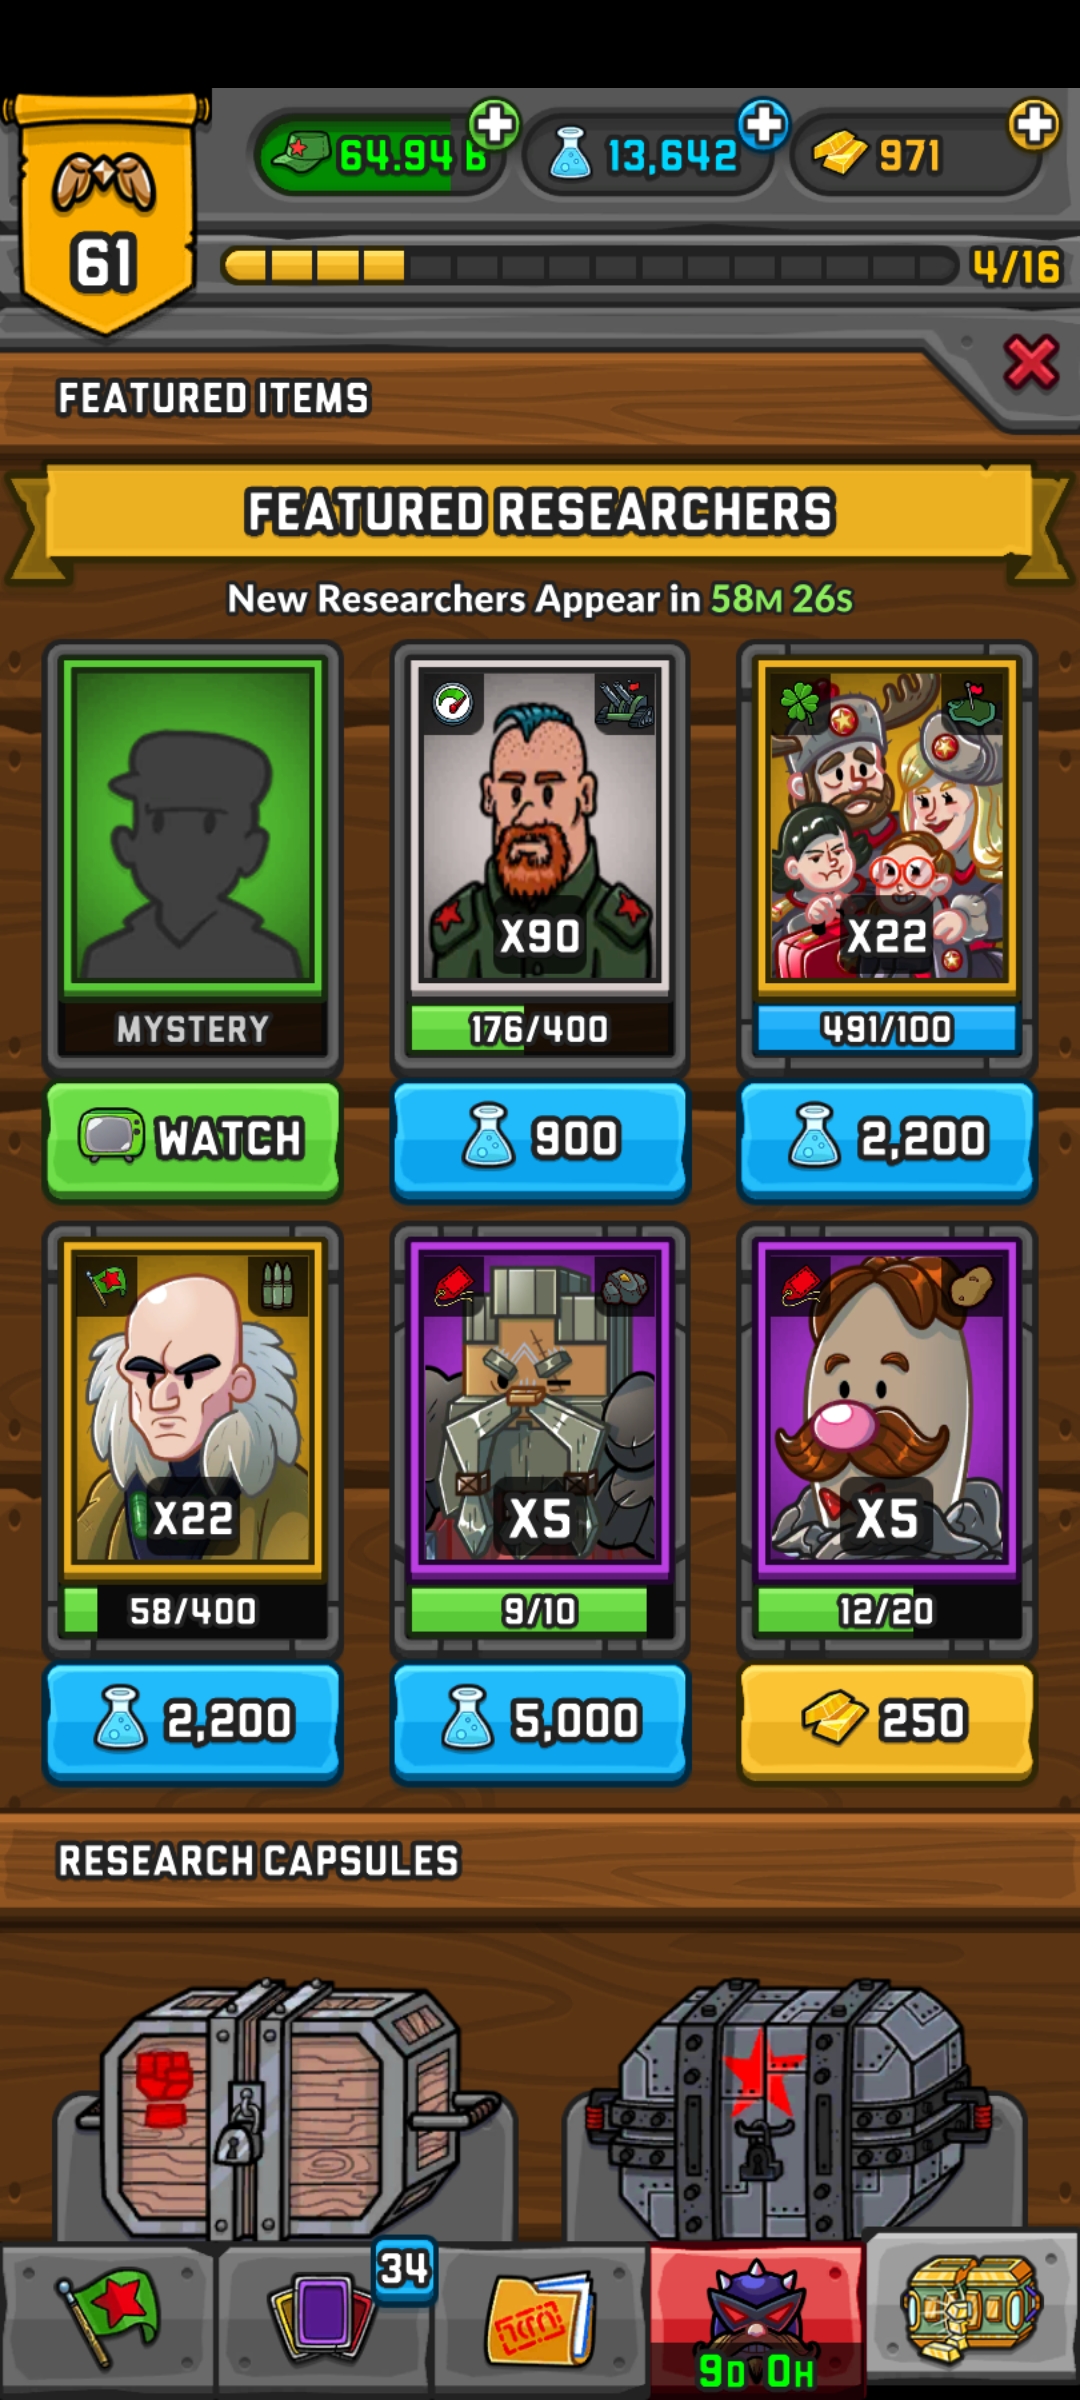 64.94 B
13,642
971
61
4/16
FEATURED ITEMS
FEATURED RESEARCHERS
New Researchers Appear in 58M 26S
X90
X22
MYSTERY
176/400
491/100
WATCH
900
2,200
X22
X5
X5
58/400
9/10
12/20
2,200
5,000
250
RESEARCH CAPSULES
34
9D 0H